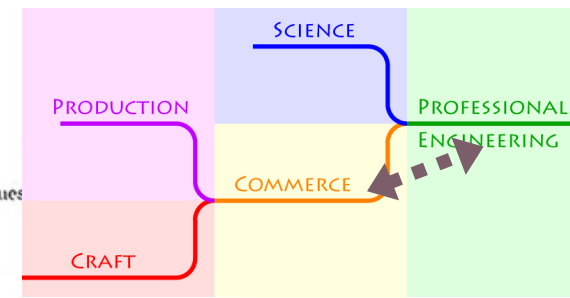 SCIENCE
PRODUCTION
PROFESSIONAL
ENGINEERING
COMMERCE
CRAFT